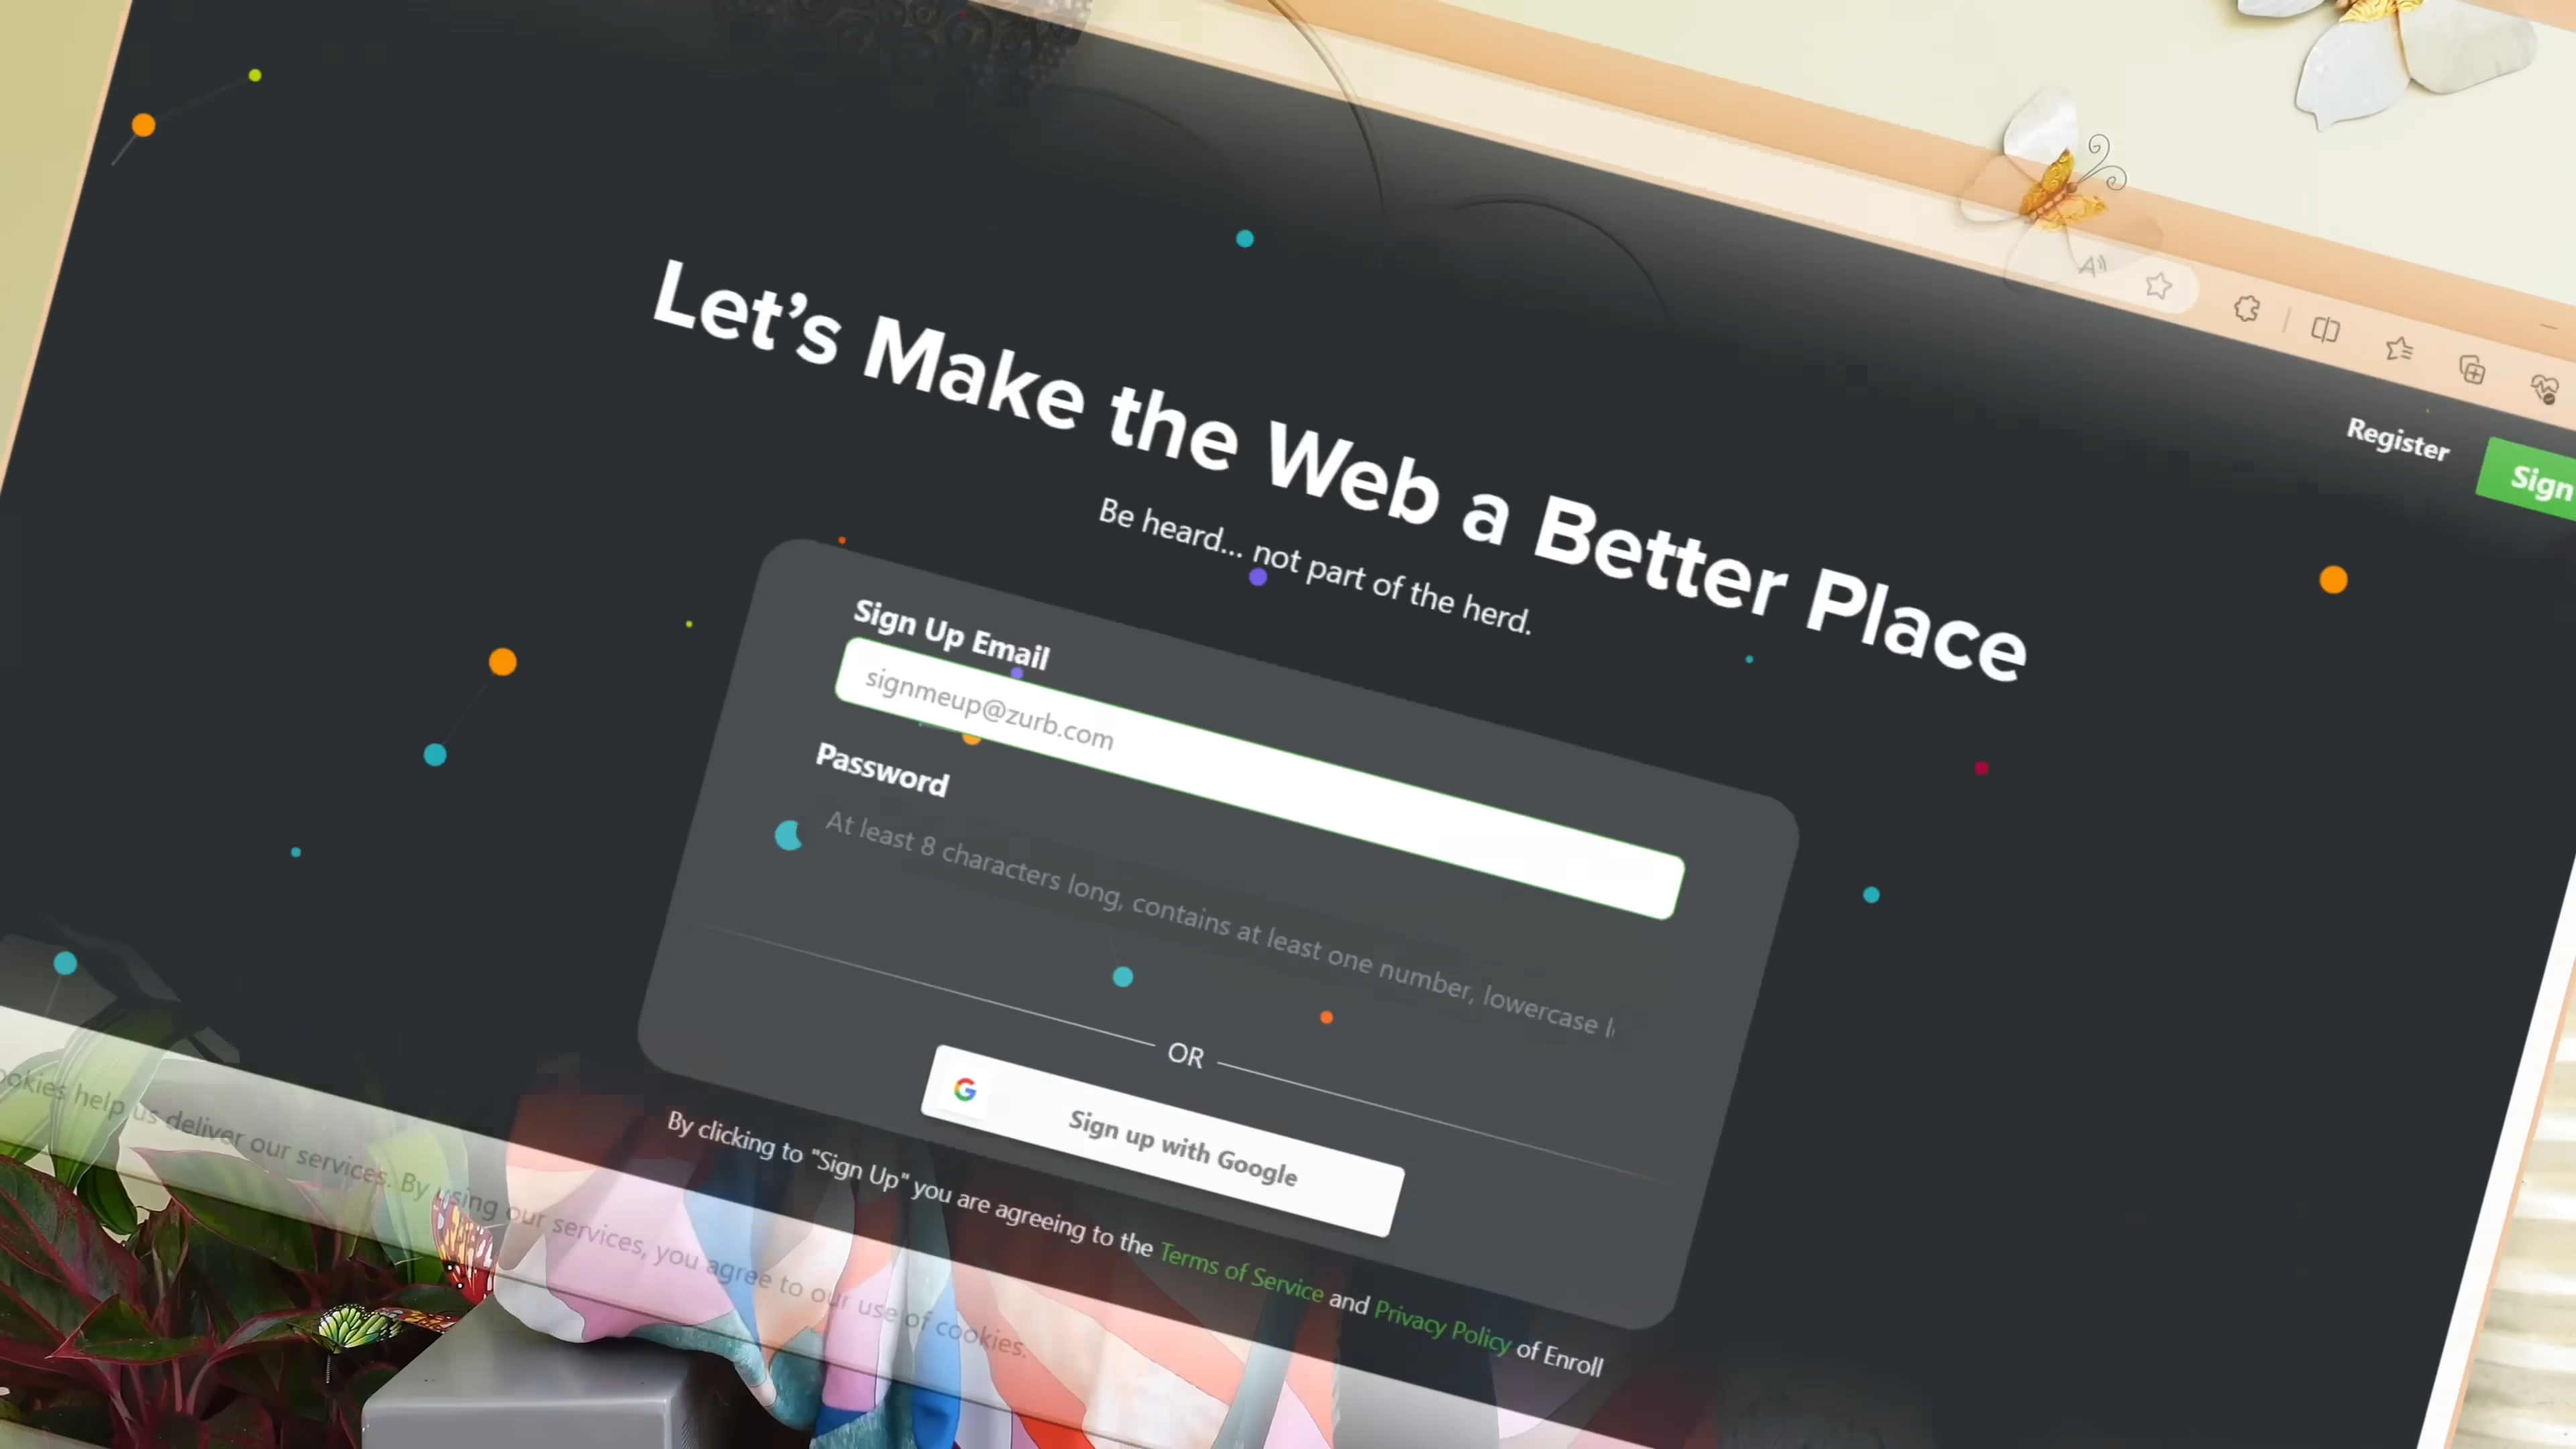 Register
Sign
Let's Make the Web a Better Place
Be heard... not part of the herd.
Sign Up Email
signmeup@zurb.com
Password
At least 8 characters long, contains at least one number, lowercase
OR
Sign up with Google
By clicking to "Sign Up" you are agreeing to the Terms of Service and Privacy Policy of Enroll
help us deliver our services. By using our services, you agree to our use of cookies.